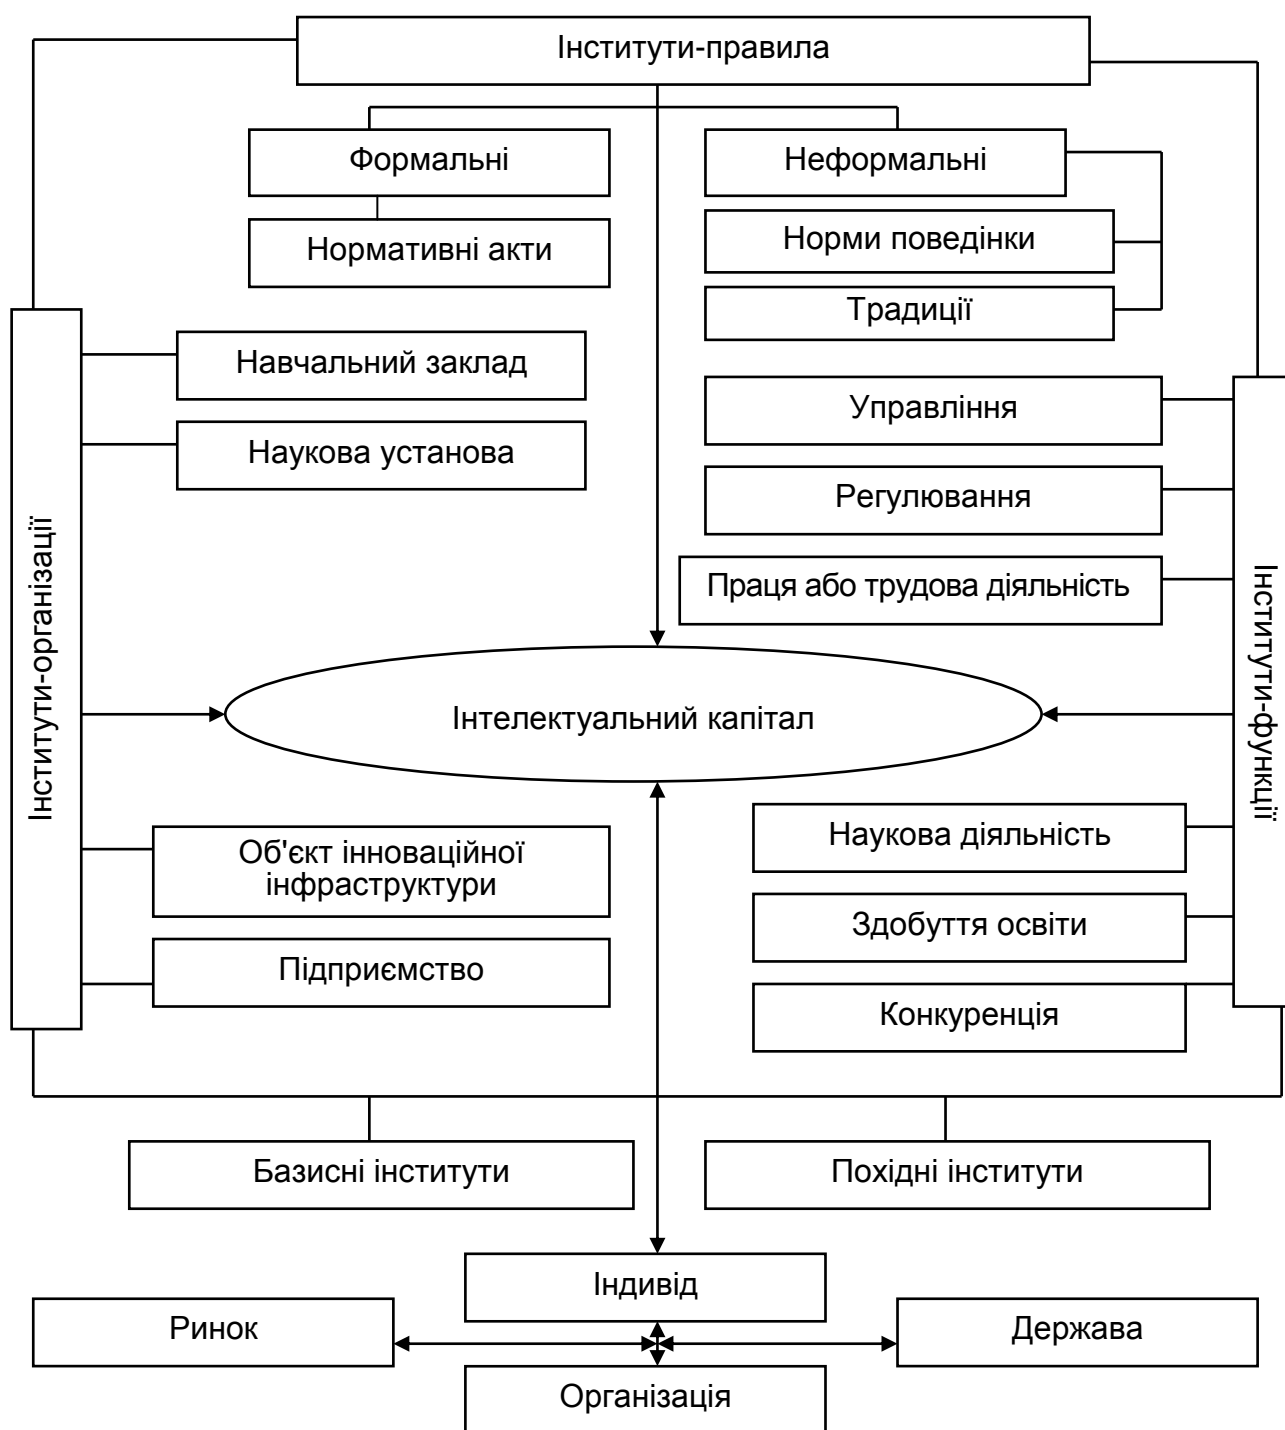 Інститути-правила
Формальні
Неформальні
Нормативні акти
Норми поведінки
Традиції
Навчальний заклад
Наукова установа
Управління
Регулювання
Праця або трудова діяльність
Інститути-організації
Інститути-функції
Інтелектуальний капітал
Об'єкт інноваційної
інфраструктури
Підприємство
Наукова діяльність
Здобуття освіти
Конкуренція
Базисні інститути
Похідні інститути
Індивід
Ринок
Держава
Організація